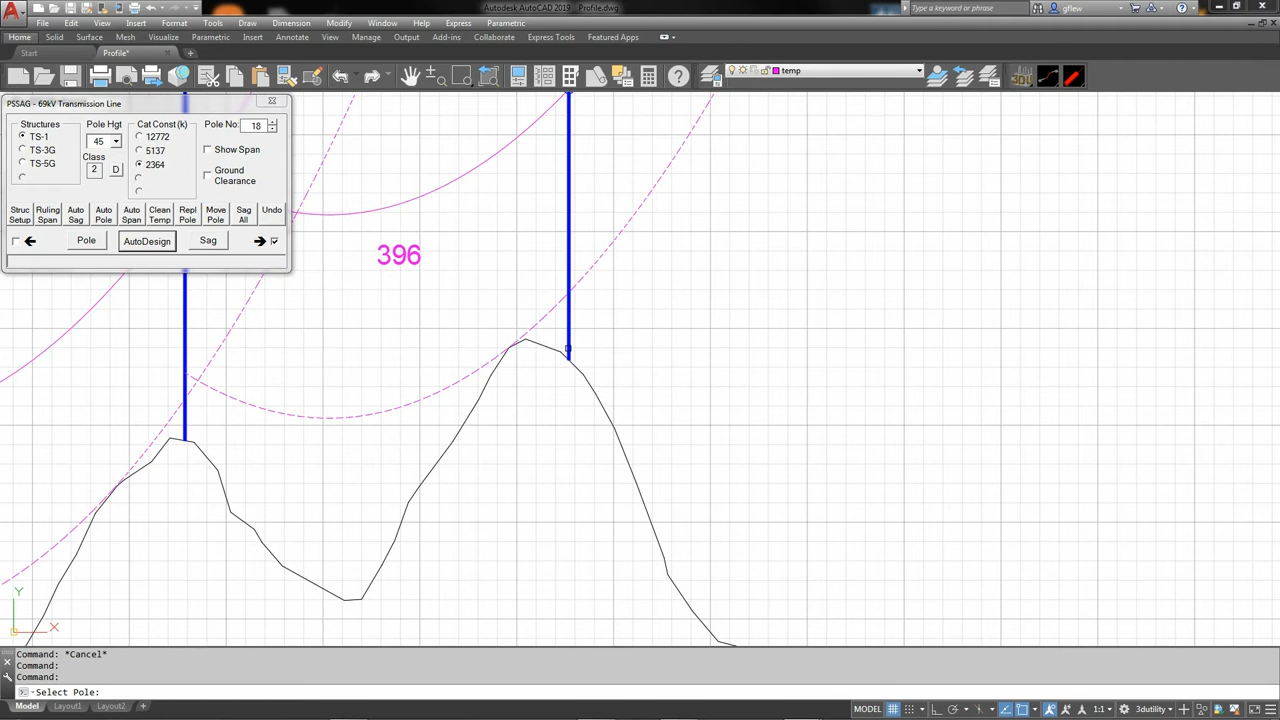 Autodesk AutoCAD 2019   Profile.dwg
Type a keyword or phrase
gflew
File Edit View Insert Format Tools Draw Dimension Modify Window Help Express Parametric
Home Solid Surface Mesh Visualize Parametric Insert Annotate View Manage Output Add-ins Collaborate Express Tools Featured Apps
Start Profile*
temp
PSSAG - 69kV Transmission Line
Structures Pole Hgt Cat Const (k) Pole No: 18
TS-1 45 12772
TS-3G Class 5137 Show Span
TS-5G 2 D 2364 Ground Clearance
Struc Setup Ruling Span Auto Sag Auto Pole Auto Span Clean Temp Repl Pole Move Pole Sag All Undo
Pole AutoDesign Sag
396
Y
X
Command: *Cancel*
Command:
Command:
Select Pole:
Model Layout1 Layout2 +
MODEL 1:1 3dutility